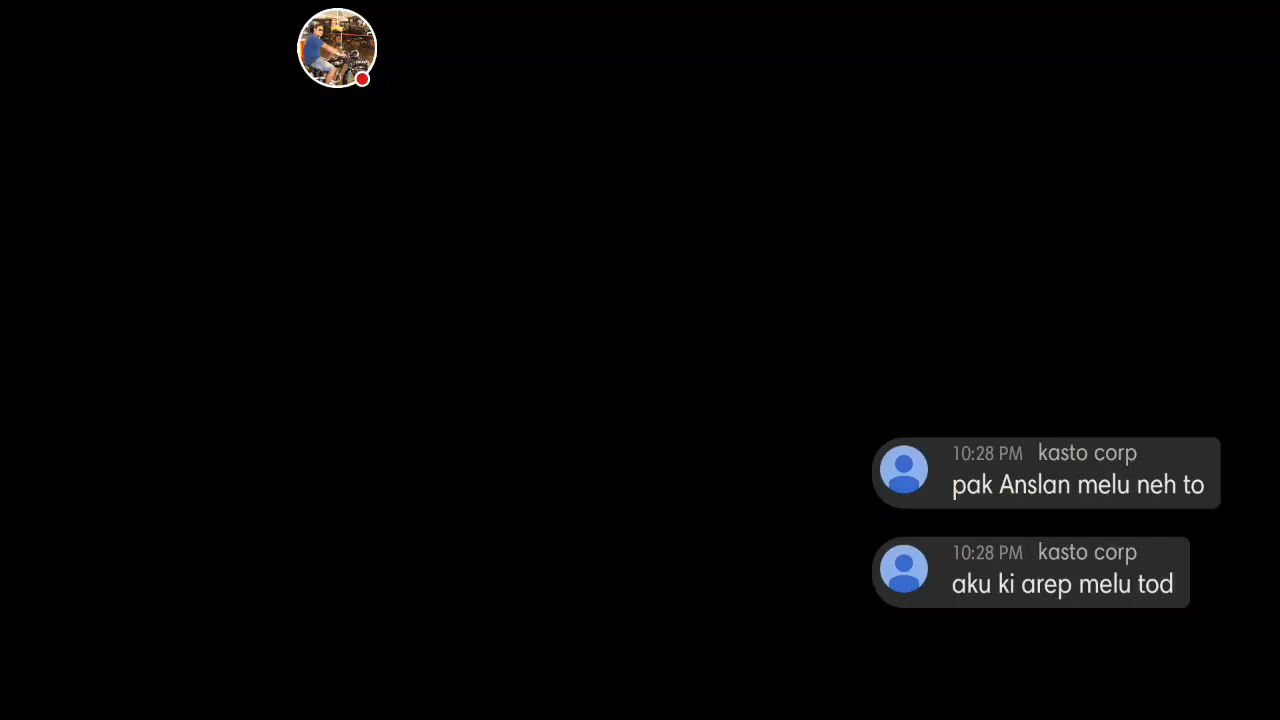 10:28 PM kasto corp
pak Anslan melu neh to
10:28 PM kasto corp
aku ki arep melu tod